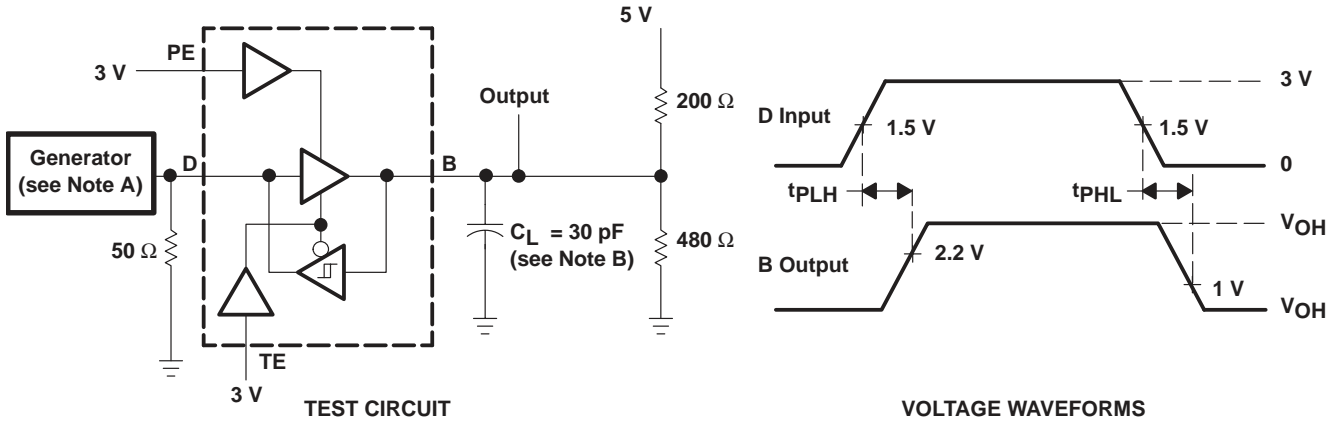 5 V
PE
3 V
200 Ω
Output
Generator
(see Note A)
D
B
50 Ω
CL = 30 pF
(see Note B)
480 Ω
TE
3 V
TEST CIRCUIT
3 V
D Input
1.5 V
1.5 V
0
tPLH
tPHL
VOH
2.2 V
B Output
1 V
VOH
VOLTAGE WAVEFORMS